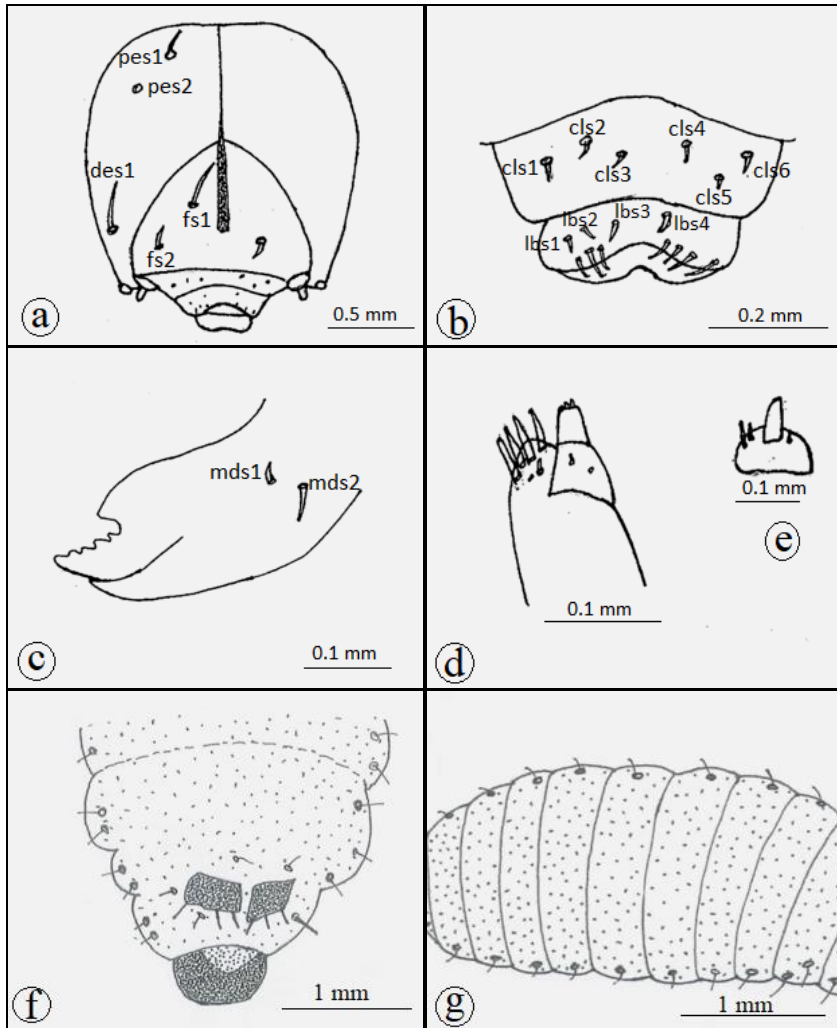 pes1
pes2
des1
fs1
fs2
a
0.5 mm
cls2
cls4
cls1
cls3
cls6
cls5
lbs2
lbs3
lbs4
lbs1
b
0.2 mm
mds1
mds2
c
0.1 mm
0.1 mm
d
0.1 mm
e
f
1 mm
g
1 mm